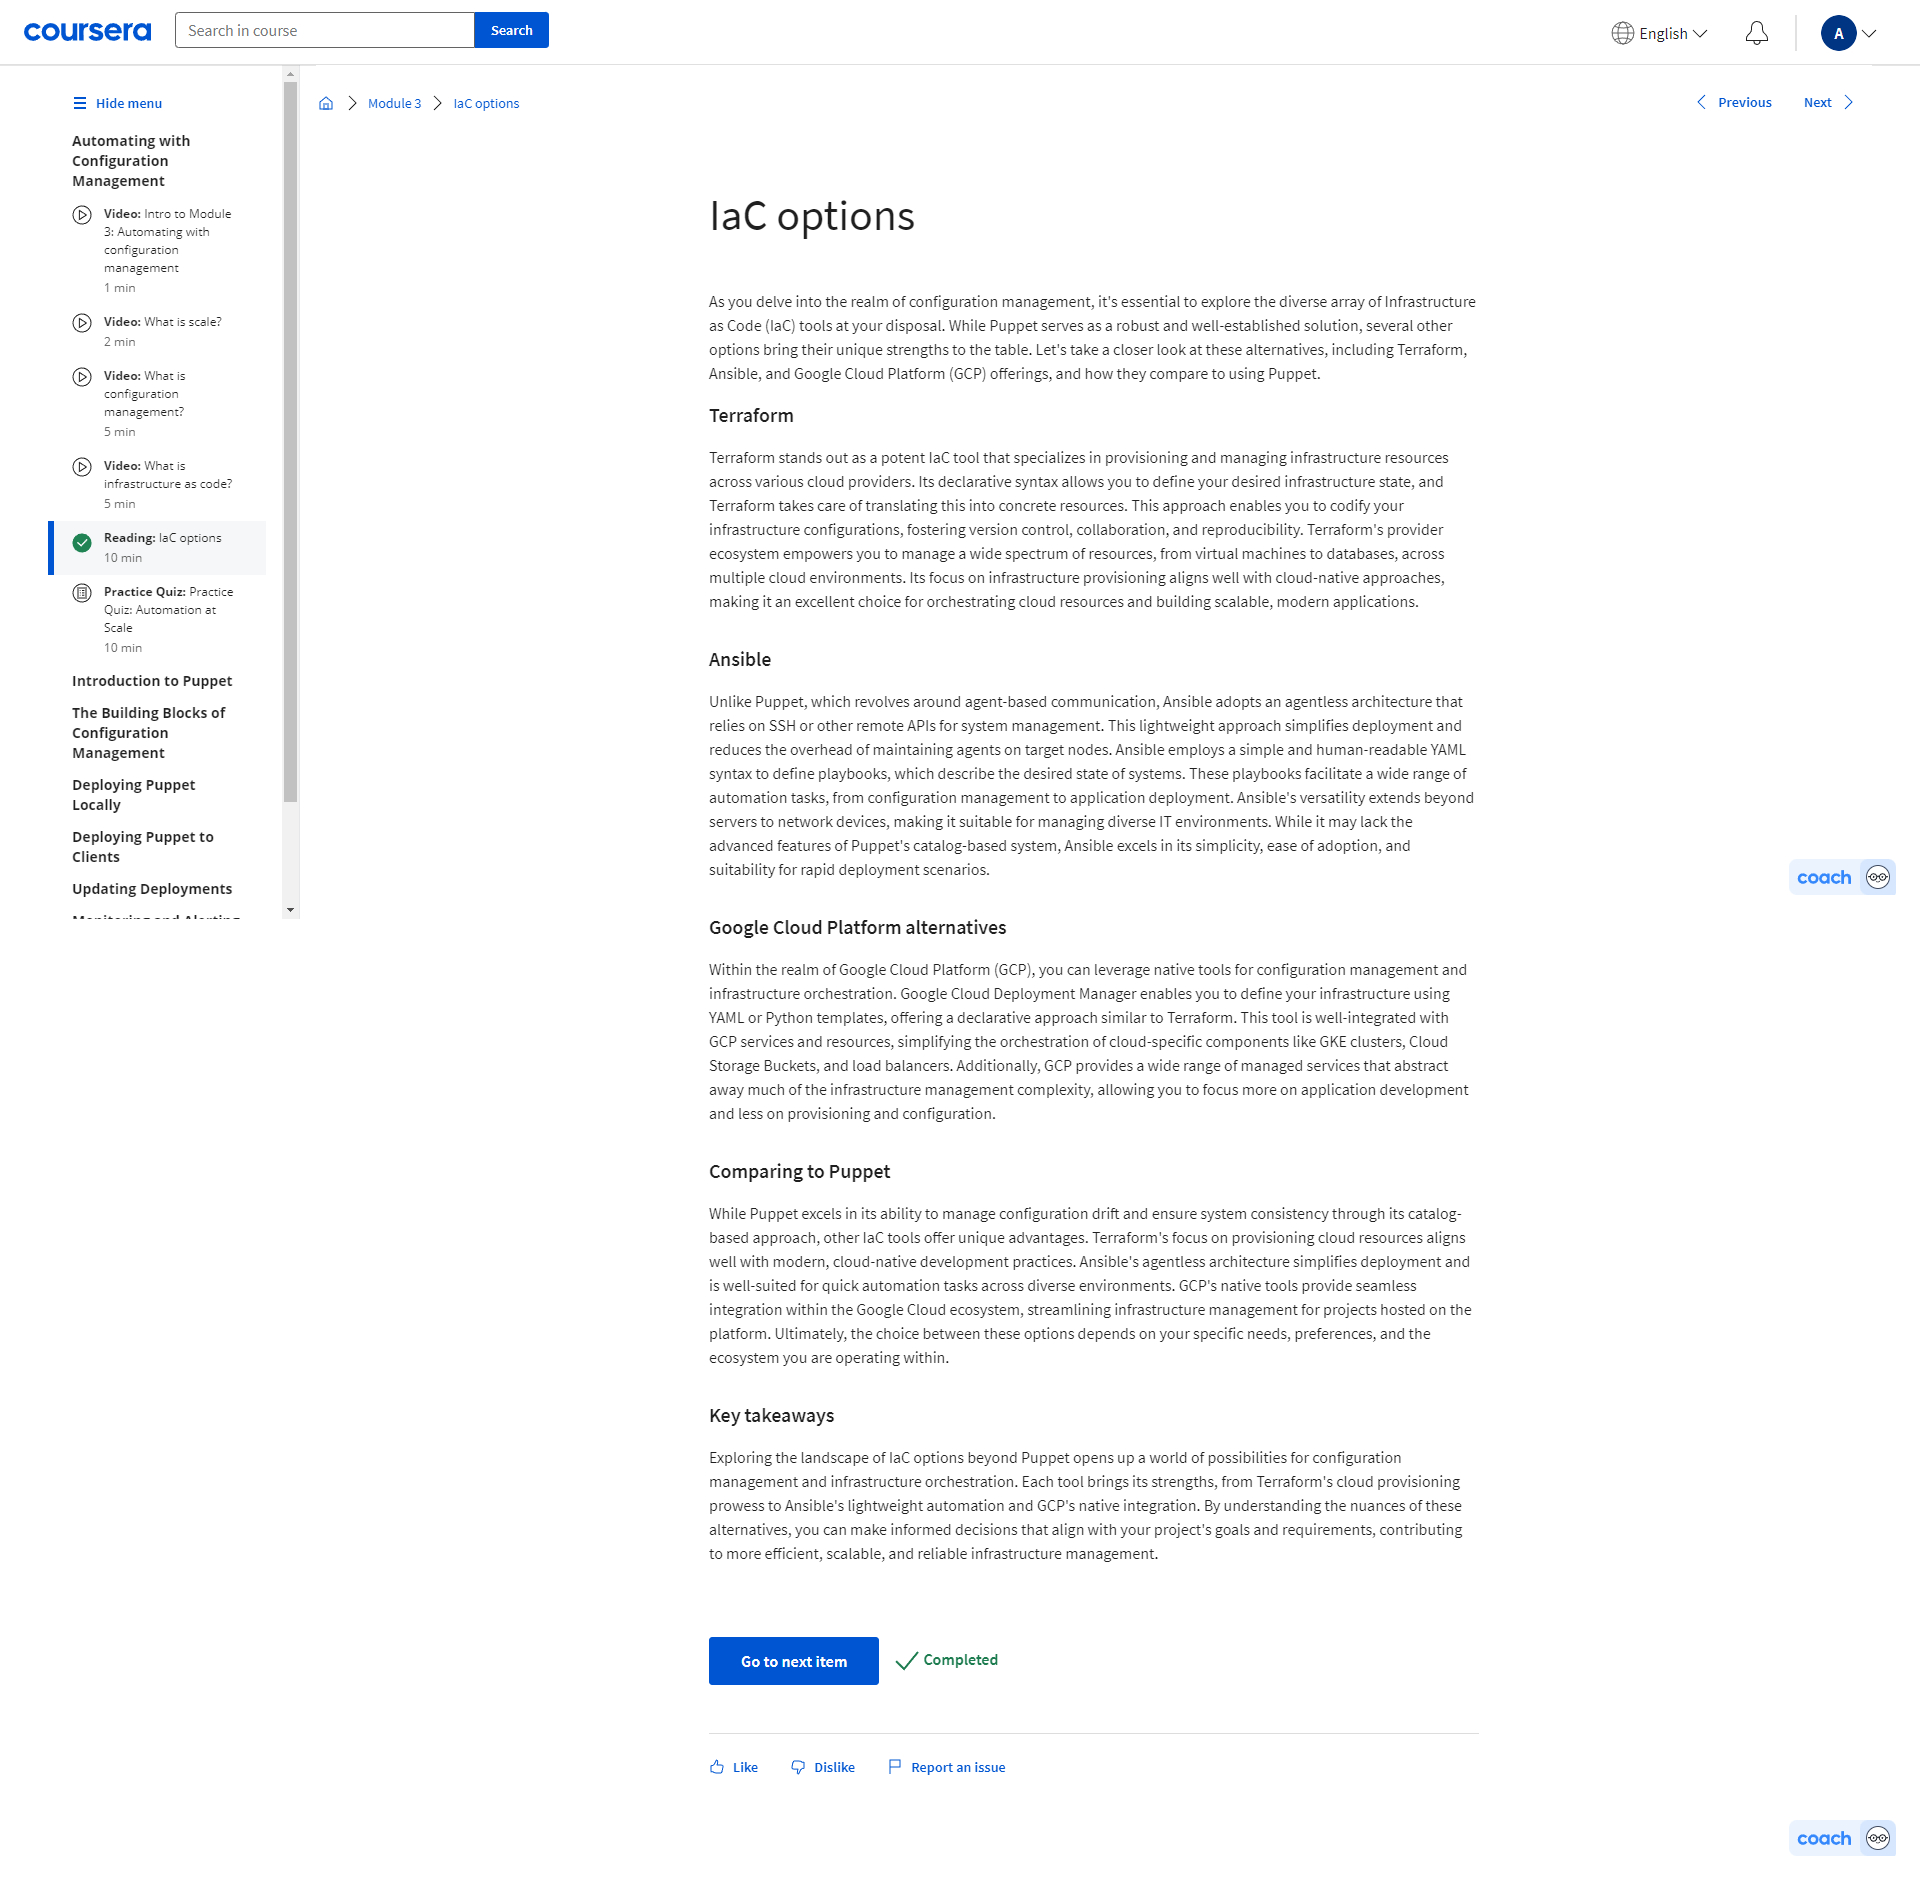 coursera
Search in course
Search
English
A
Hide menu
Automating with
Configuration
Management
Video: Intro to Module
3: Automating with
configuration
management
1 min
Video: What is scale?
2 min
Video: What is
configuration
management?
5 min
Video: What is
infrastructure as code?
5 min
Reading: IaC options
10 min
Practice Quiz: Practice
Quiz: Automation at
Scale
10 min
Introduction to Puppet
The Building Blocks of
Configuration
Management
Deploying Puppet
Locally
Deploying Puppet to
Clients
Updating Deployments
Monitoring and Alerting
Module 3
IaC options
Previous
Next
IaC options
As you delve into the realm of configuration management, it's essential to explore the diverse array of Infrastructure
as Code (IaC) tools at your disposal. While Puppet serves as a robust and well-established solution, several other
options bring their unique strengths to the table. Let's take a closer look at these alternatives, including Terraform,
Ansible, and Google Cloud Platform (GCP) offerings, and how they compare to using Puppet.
Terraform
Terraform stands out as a potent IaC tool that specializes in provisioning and managing infrastructure resources
across various cloud providers. Its declarative syntax allows you to define your desired infrastructure state, and
Terraform takes care of translating this into concrete resources. This approach enables you to codify your
infrastructure configurations, fostering version control, collaboration, and reproducibility. Terraform's provider
ecosystem empowers you to manage a wide spectrum of resources, from virtual machines to databases, across
multiple cloud environments. Its focus on infrastructure provisioning aligns well with cloud-native approaches,
making it an excellent choice for orchestrating cloud resources and building scalable, modern applications.
Ansible
Unlike Puppet, which revolves around agent-based communication, Ansible adopts an agentless architecture that
relies on SSH or other remote APIs for system management. This lightweight approach simplifies deployment and
reduces the overhead of maintaining agents on target nodes. Ansible employs a simple and human-readable YAML
syntax to define playbooks, which describe the desired state of systems. These playbooks facilitate a wide range of
automation tasks, from configuration management to application deployment. Ansible's versatility extends beyond
servers to network devices, making it suitable for managing diverse IT environments. While it may lack the
advanced features of Puppet's catalog-based system, Ansible excels in its simplicity, ease of adoption, and
suitability for rapid deployment scenarios.
coach
Google Cloud Platform alternatives
Within the realm of Google Cloud Platform (GCP), you can leverage native tools for configuration management and
infrastructure orchestration. Google Cloud Deployment Manager enables you to define your infrastructure using
YAML or Python templates, offering a declarative approach similar to Terraform. This tool is well-integrated with
GCP services and resources, simplifying the orchestration of cloud-specific components like GKE clusters, Cloud
Storage Buckets, and load balancers. Additionally, GCP provides a wide range of managed services that abstract
away much of the infrastructure management complexity, allowing you to focus more on application development
and less on provisioning and configuration.
Comparing to Puppet
While Puppet excels in its ability to manage configuration drift and ensure system consistency through its catalog-
based approach, other IaC tools offer unique advantages. Terraform's focus on provisioning cloud resources aligns
well with modern, cloud-native development practices. Ansible's agentless architecture simplifies deployment and
is well-suited for quick automation tasks across diverse environments. GCP's native tools provide seamless
integration within the Google Cloud ecosystem, streamlining infrastructure management for projects hosted on the
platform. Ultimately, the choice between these options depends on your specific needs, preferences, and the
ecosystem you are operating within.
Key takeaways
Exploring the landscape of IaC options beyond Puppet opens up a world of possibilities for configuration
management and infrastructure orchestration. Each tool brings its strengths, from Terraform's cloud provisioning
prowess to Ansible's lightweight automation and GCP's native integration. By understanding the nuances of these
alternatives, you can make informed decisions that align with your project's goals and requirements, contributing
to more efficient, scalable, and reliable infrastructure management.
Go to next item
Completed
Like
Dislike
Report an issue
coach